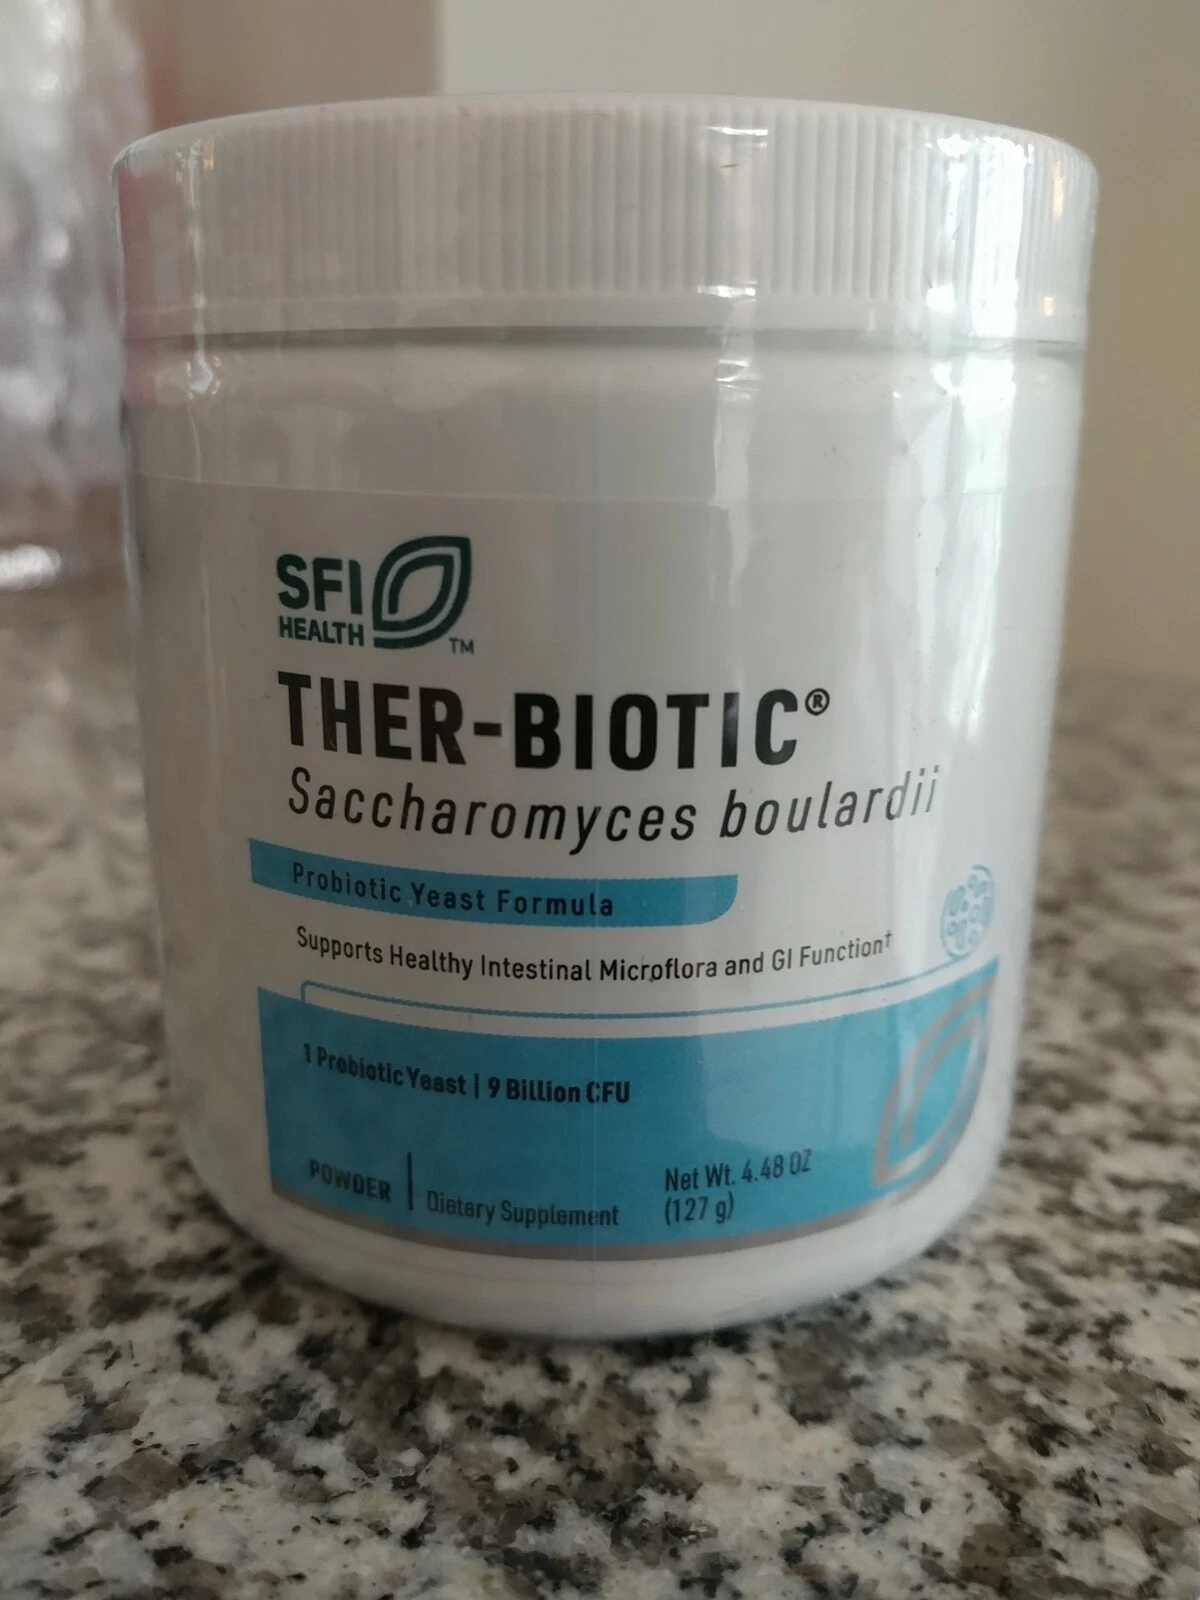 SFI
HEALTH
TM
THER-BIOTIC®
Saccharomyces boulardii
Probiotic Yeast Formula
Supports Healthy Intestinal Microflora and GI Function†
1 Probiotic Yeast | 9 Billion CFU
POWDER | Dietary Supplement
Net Wt. 4.48 OZ
(127 g)